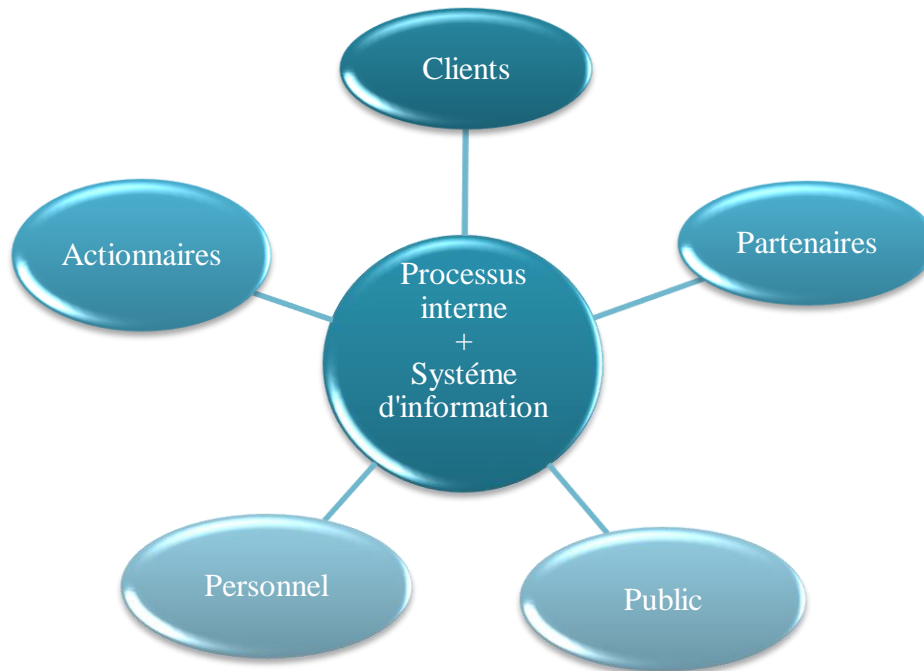 Clients
Actionnaires
Partenaires
Processus
interne
+
Systéme
d'information
Personnel
Public